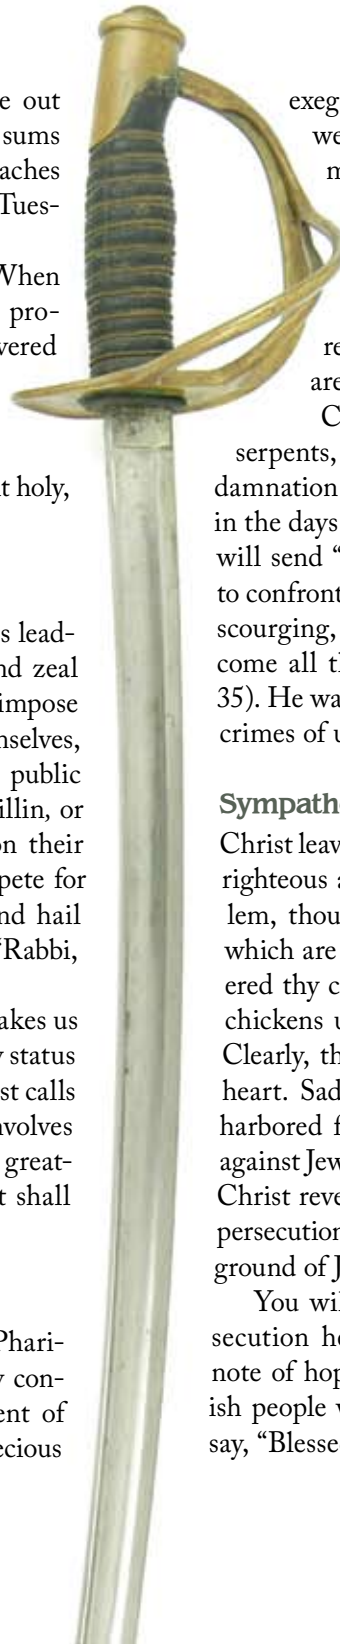 e out
sums
aches
Tues-
When
pro-
vered
t holy,
s lead-
nd zeal
impose
mselves,
public
illin, or
on their
pete for
nd hail
“Rabbi,
akes us
y status
st calls
nvolves
great-
t shall
Phari-
y con-
ent of
ecious
exeg
we
m
re
are
C
serpents,
damnation
in the days
will send “
to confront
scourging,
come all th
35). He wa
crimes of u
Sympath
Christ leav
righteous a
lem, thou
which are
ered thy c
chickens u
Clearly, th
heart. Sad
harbored f
against Jew
Christ reve
persecution
ground of J
You wil
secution he
note of hop
ish people w
say, “Blesse